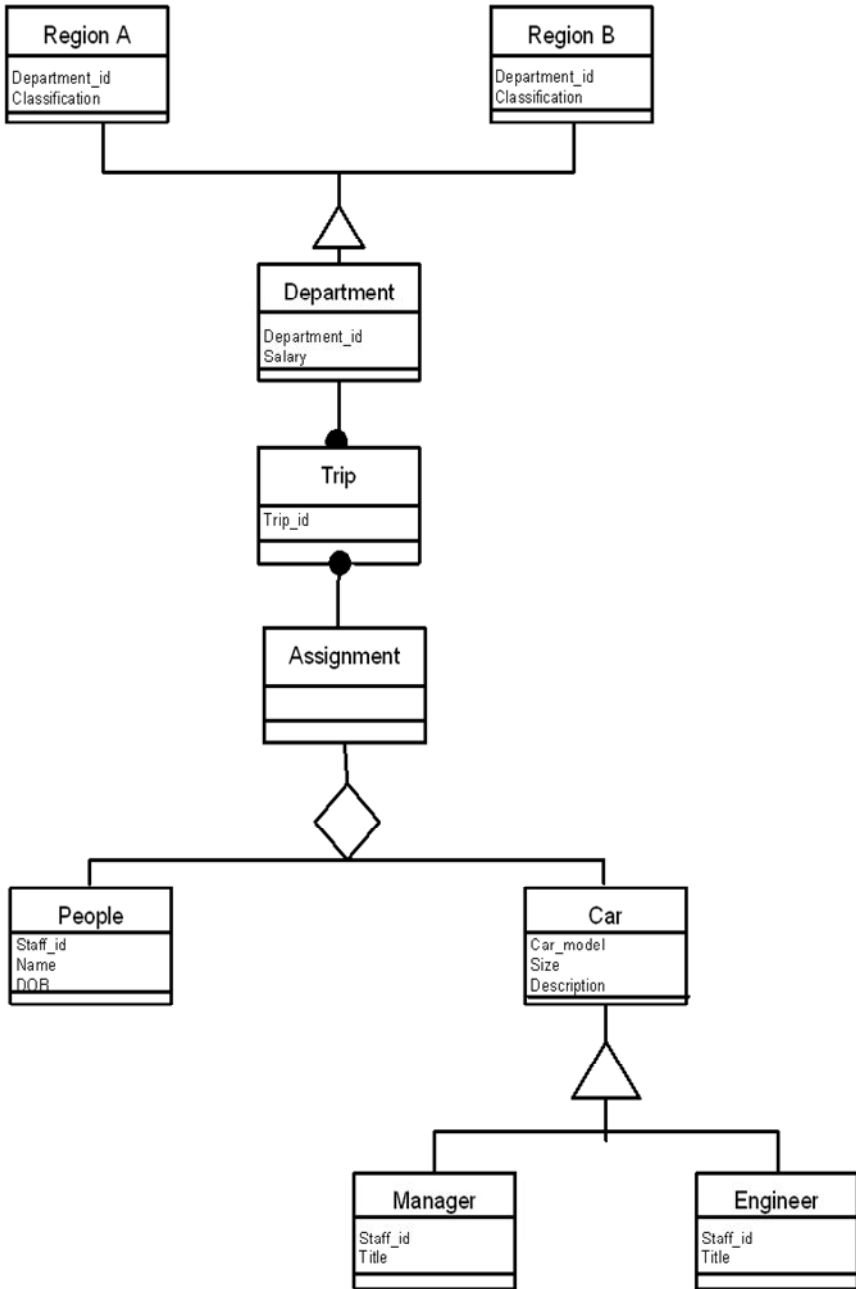 Region A
Department_id
Classification
Region B
Department_id
Classification
Department
Department_id
Salary
Trip
Trip_id
Assignment
People
Staff_id
Name
DOB
Car
Car_model
Size
Description
Manager
Staff_id
Title
Engineer
Staff_id
Title